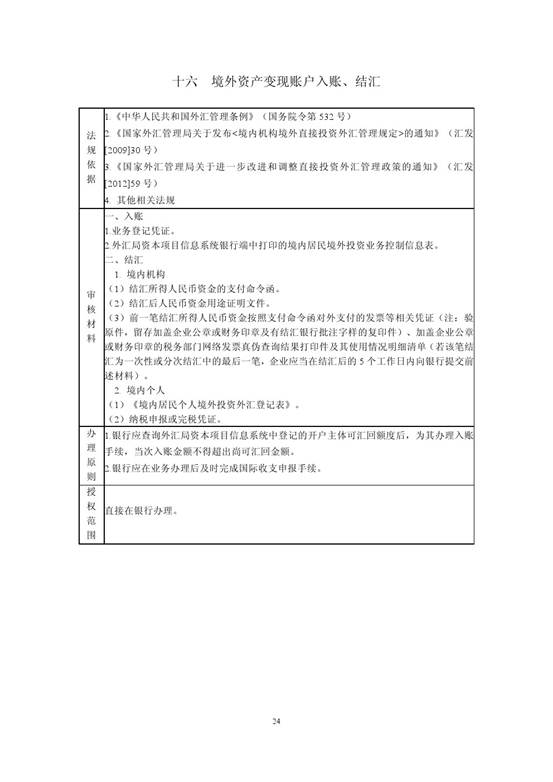 十六 境外资产变现账户入账、结汇
法规依据
1.《中华人民共和国外汇管理条例》（国务院令第 532 号）
2.《国家外汇管理局关于发布<境内机构境外直接投资外汇管理规定>的通知》（汇发
[2009]30 号）
3.《国家外汇管理局关于进一步改进和调整直接投资外汇管理政策的通知》（汇发
[2012]59 号）
4. 其他相关法规
审核材料
一、入账
1.业务登记凭证。
2.外汇局资本项目信息系统银行端中打印的境内居民境外投资业务控制信息表。
二、结汇
1. 境内机构
（1）结汇所得人民币资金的支付命令函。
（2）结汇后人民币资金用途证明文件。
（3）前一笔结汇所得人民币资金按照支付命令函对外支付的发票等相关凭证（注：验
原件，留存加盖企业公章或财务印章及有结汇银行批注字样的复印件）、加盖企业公章
或财务印章的税务部门网络发票真伪查询结果打印件及其使用情况明细清单（若该笔结
汇为一次性或分次结汇中的最后一笔，企业应当在结汇后的 5 个工作日内向银行提交前
述材料）。
2. 境内个人
（1）《境内居民个人境外投资外汇登记表》。
（2）纳税申报或完税凭证。
办理原则
1.银行应查询外汇局资本项目信息系统中登记的开户主体可汇回额度后，为其办理入账
手续，当次入账金额不得超出尚可汇回金额。
2.银行应在业务办理后及时完成国际收支申报手续。
授权范围
直接在银行办理。
24